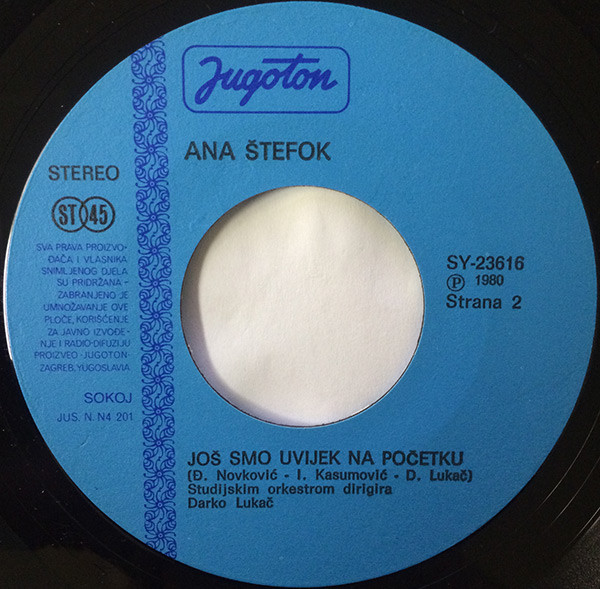 Jugoton
ANA ŠTEFOK
STEREO
ST 45
SVA PRAVA PROIZVO-
ĐAČA I VLASNIKA
SNIMLJENOG DJELA
SU PRIDRŽANA -
ZABRANJENO JE
UMNOŽAVANJE OVE
PLOČE, KORIŠĆENJE
ZA JAVNO IZVOĐE-
NJE I RADIO-DIFUZIJU
PROIZVEO - JUGOTON -
ZAGREB, YUGOSLAVIA
SOKOJ
JUS. N. N4 201
SY-23616
Ⓟ 1980
Strana 2
JOŠ SMO UVIJEK NA POČETKU
(Đ. Novković - I. Kasumović - D. Lukač)
Studijskim orkestrom dirigira
Darko Lukač